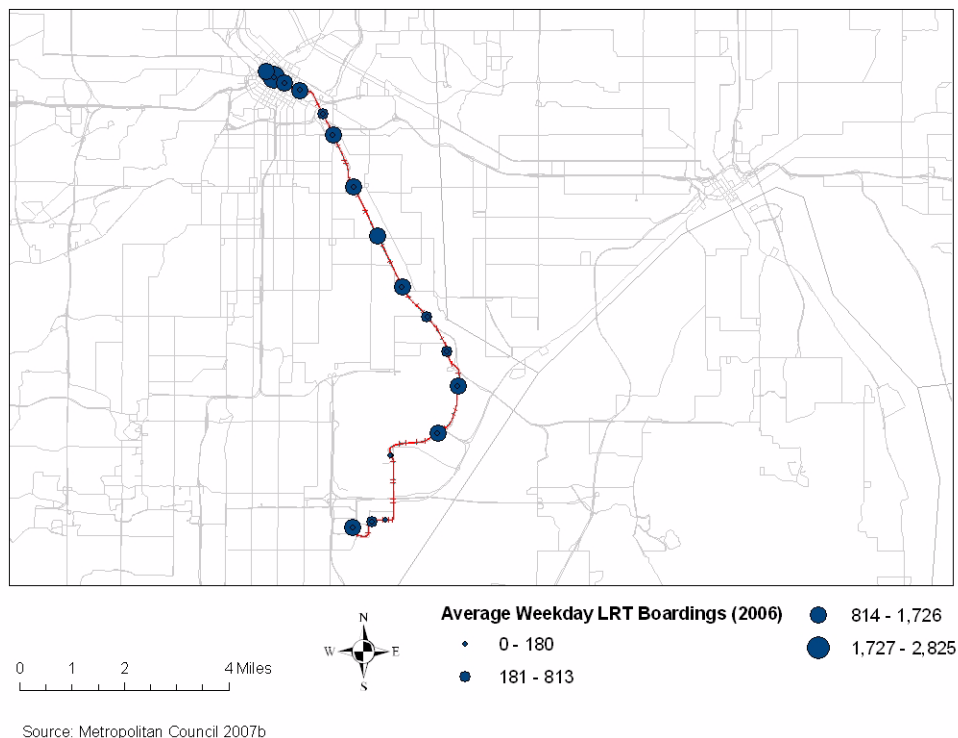 Average Weekday LRT Boardings (2006)
0 - 180
181 - 813
814 - 1,726
1,727 - 2,825
N
W E
S
0 1 2 4 Miles
Source: Metropolitan Council 2007b